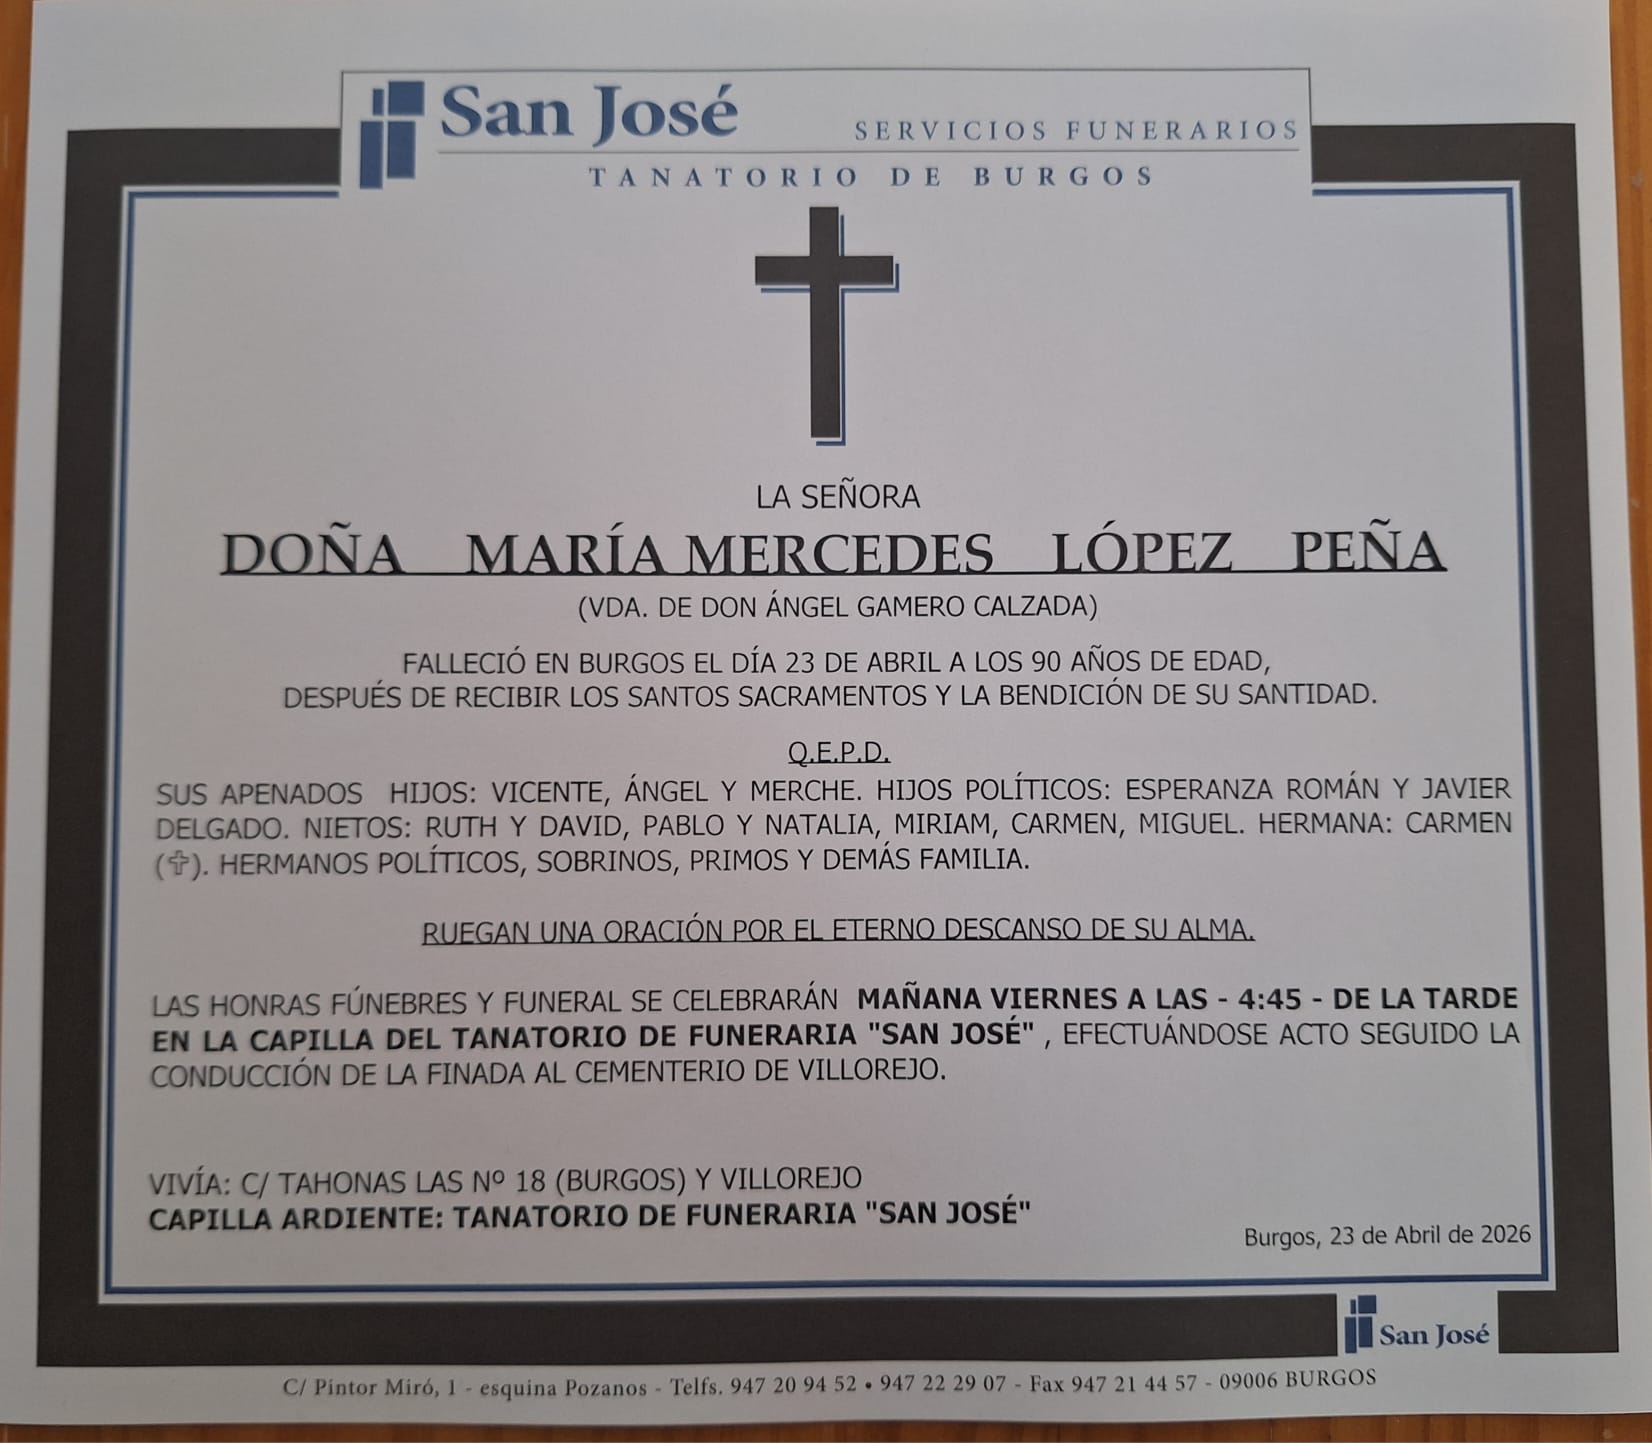 San José
SERVICIOS FUNERARIOS
TANATORIO DE BURGOS
LA SEÑORA
DOÑA MARÍA MERCEDES LÓPEZ PEÑA
(VDA. DE DON ÁNGEL GAMERO CALZADA)
FALLECIÓ EN BURGOS EL DÍA 23 DE ABRIL A LOS 90 AÑOS DE EDAD,
DESPUÉS DE RECIBIR LOS SANTOS SACRAMENTOS Y LA BENDICIÓN DE SU SANTIDAD.
Q.E.P.D.
SUS APENADOS HIJOS: VICENTE, ÁNGEL Y MERCHE. HIJOS POLÍTICOS: ESPERANZA ROMÁN Y JAVIER
DELGADO. NIETOS: RUTH Y DAVID, PABLO Y NATALIA, MIRIAM, CARMEN, MIGUEL. HERMANA: CARMEN
(✞). HERMANOS POLÍTICOS, SOBRINOS, PRIMOS Y DEMÁS FAMILIA.
RUEGAN UNA ORACIÓN POR EL ETERNO DESCANSO DE SU ALMA.
LAS HONRAS FÚNEBRES Y FUNERAL SE CELEBRARÁN MAÑANA VIERNES A LAS - 4:45 - DE LA TARDE
EN LA CAPILLA DEL TANATORIO DE FUNERARIA "SAN JOSÉ" , EFECTUÁNDOSE ACTO SEGUIDO LA
CONDUCCIÓN DE LA FINADA AL CEMENTERIO DE VILLOREJO.
VIVÍA: C/ TAHONAS LAS Nº 18 (BURGOS) Y VILLOREJO
CAPILLA ARDIENTE: TANATORIO DE FUNERARIA "SAN JOSÉ"
Burgos, 23 de Abril de 2026
San José
C/ Pintor Miró, 1 - esquina Pozanos - Telfs. 947 20 94 52 • 947 22 29 07 - Fax 947 21 44 57 - 09006 BURGOS